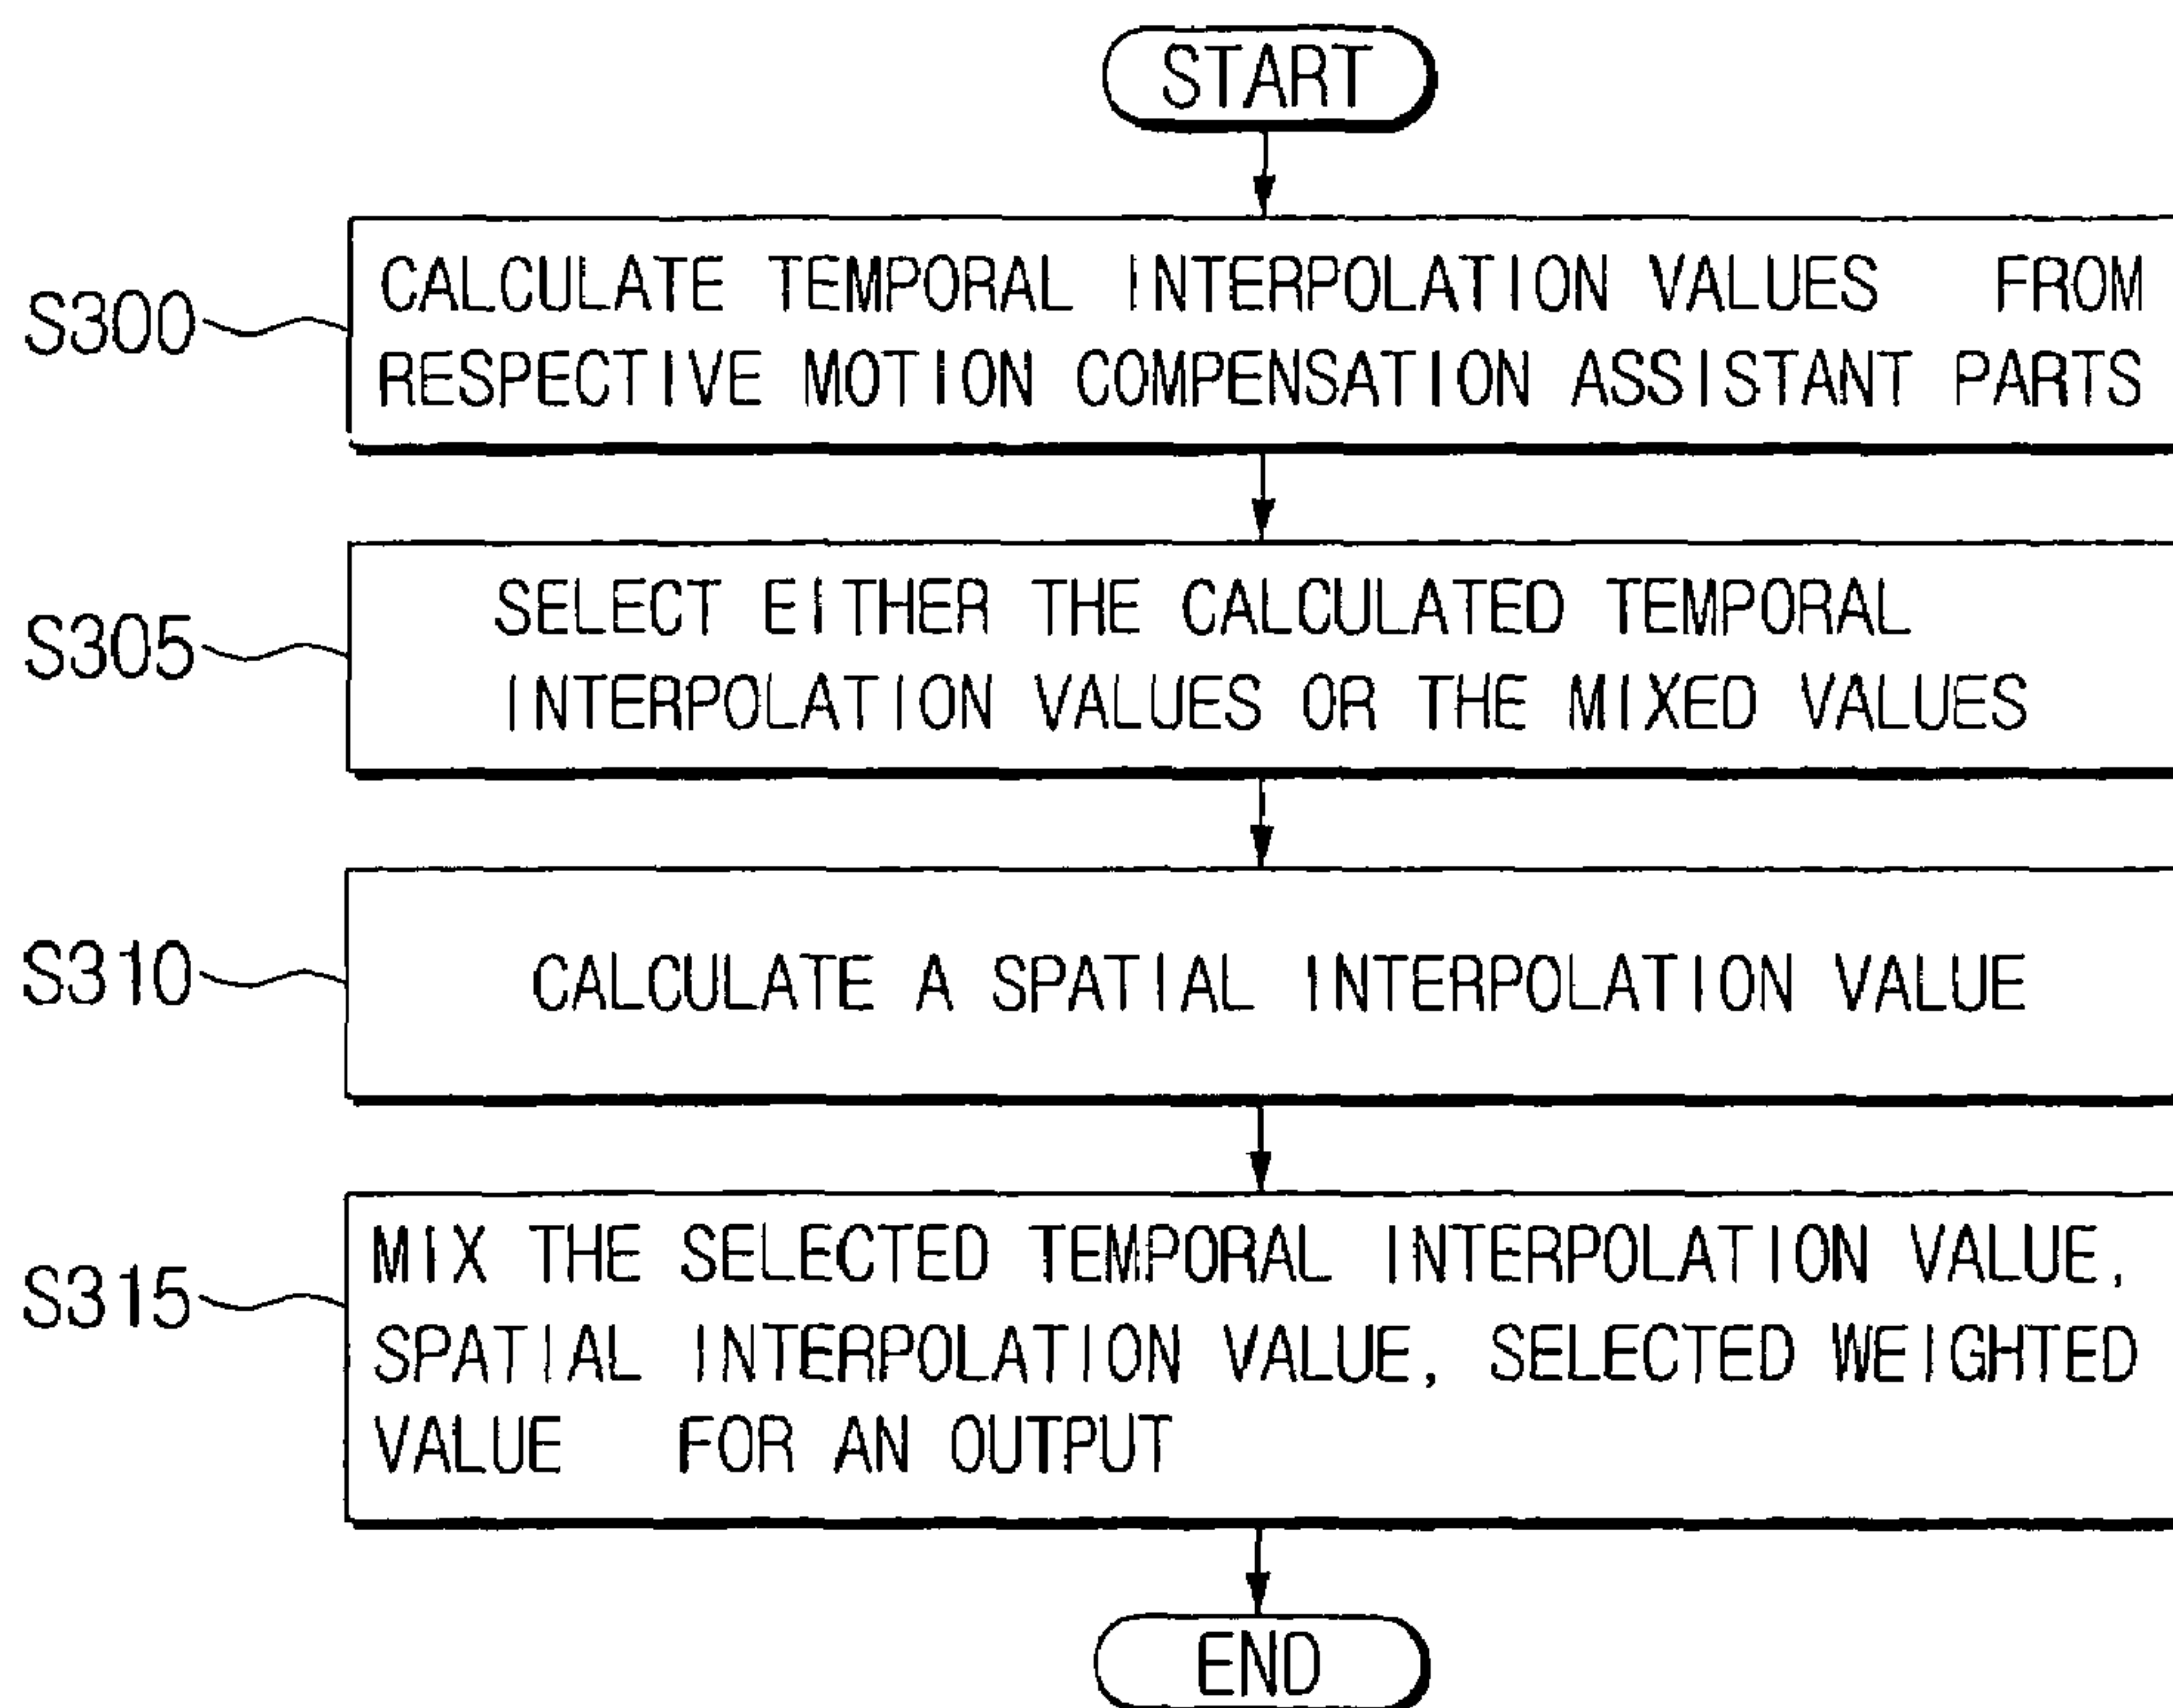 START
S300
CALCULATE TEMPORAL INTERPOLATION VALUES FROM
RESPECTIVE MOTION COMPENSATION ASSISTANT PARTS
S305
SELECT EITHER THE CALCULATED TEMPORAL
INTERPOLATION VALUES OR THE MIXED VALUES
S310
CALCULATE A SPATIAL INTERPOLATION VALUE
S315
MIX THE SELECTED TEMPORAL INTERPOLATION VALUE,
SPATIAL INTERPOLATION VALUE, SELECTED WEIGHTED
VALUE FOR AN OUTPUT
END